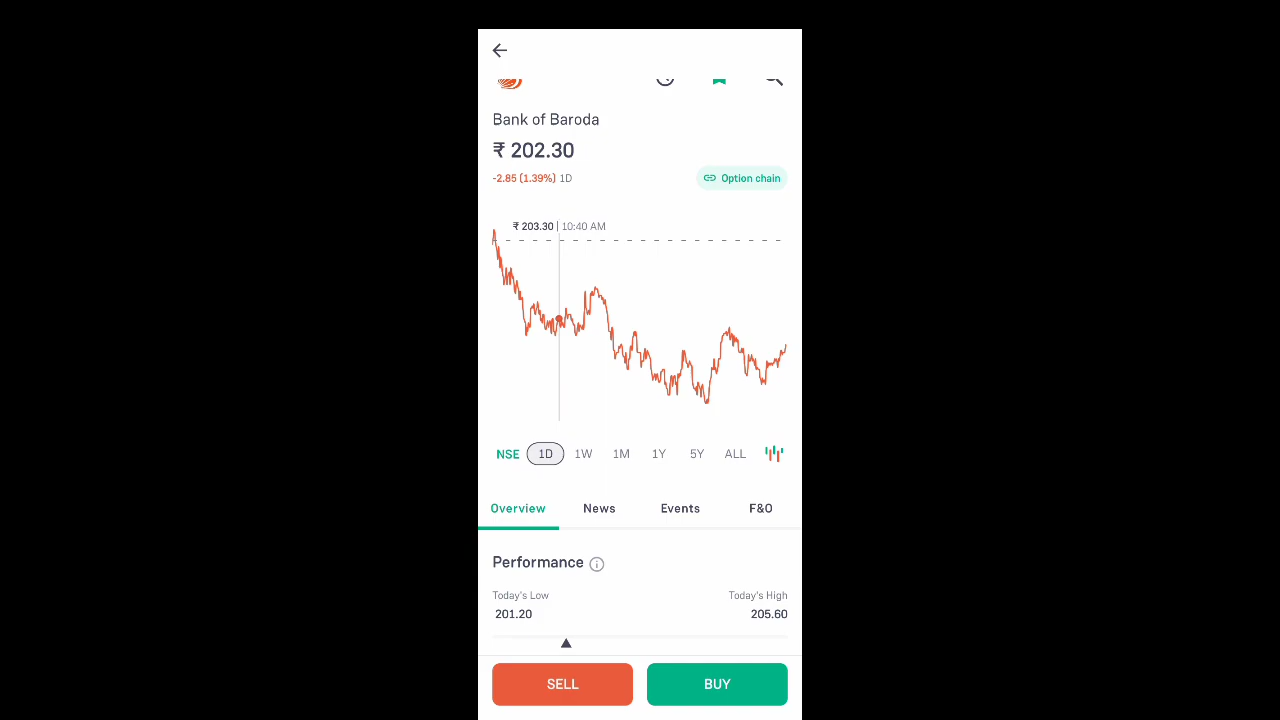 Bank of Baroda
₹ 202.30
-2.85 (1.39%) 1D
Option chain
₹ 203.30 | 10:40 AM
NSE 1D 1W 1M 1Y 5Y ALL
Overview News Events F&O
Performance
Today's Low Today's High
201.20 205.60
SELL BUY